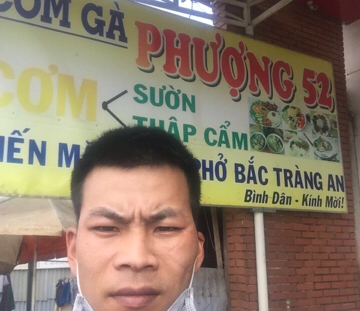 CƠM GÀ
PHƯỢNG 52
CƠM
SƯỜN
THẬP CẨM
PHỞ BẮC TRÀNG AN
Bình Dân - Kính Mời!